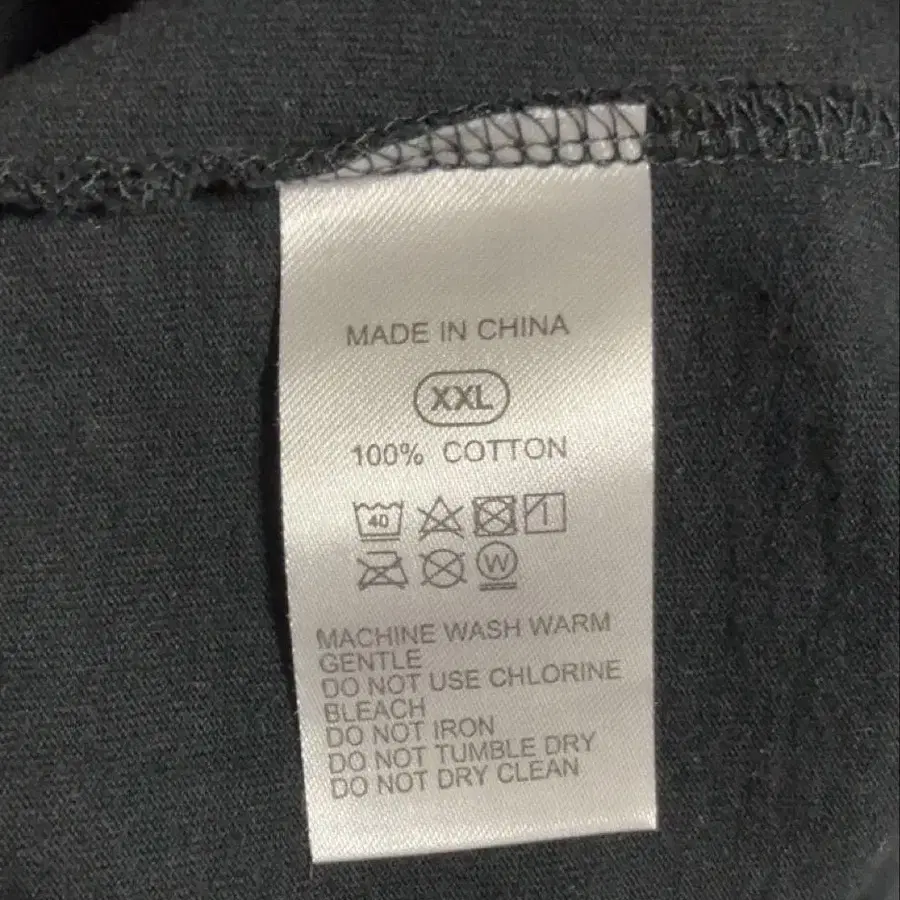 MADE IN CHINA
XXL
100% COTTON
40
W
MACHINE WASH WARM
GENTLE
DO NOT USE CHLORINE
BLEACH
DO NOT IRON
DO NOT TUMBLE DRY
DO NOT DRY CLEAN